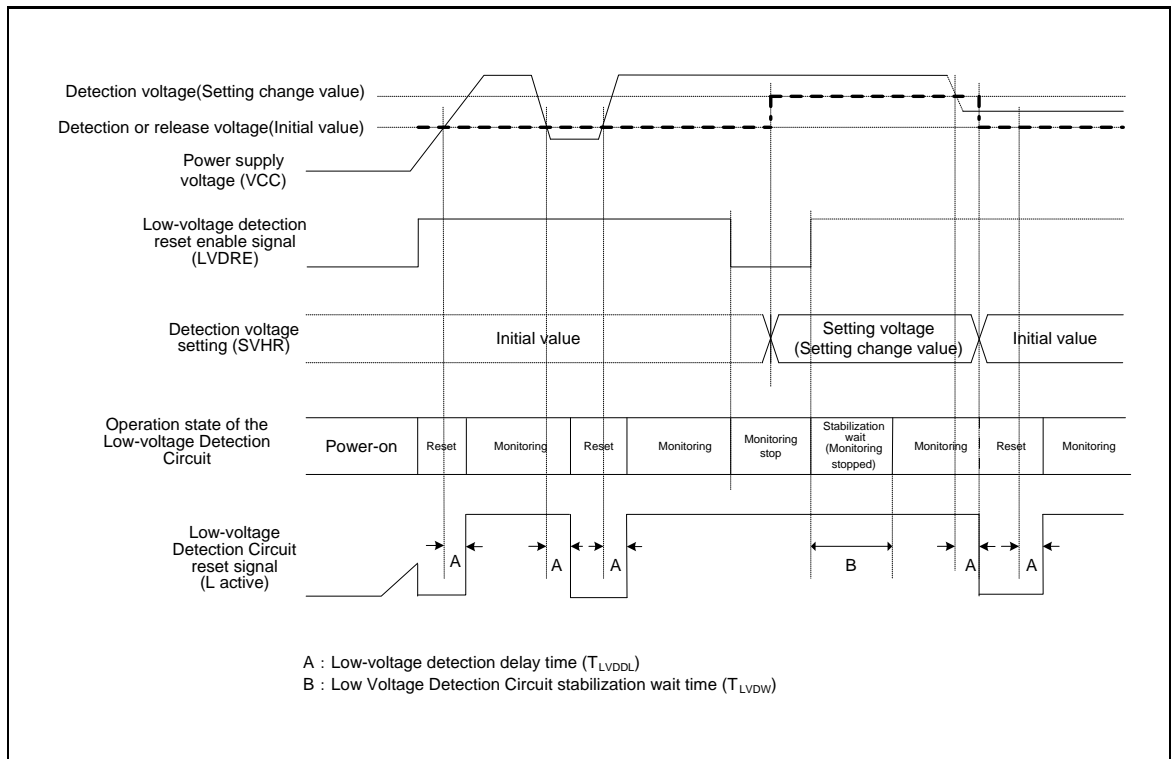 Detection voltage(Setting change value)
Detection or release voltage(Initial value)
Power supply
voltage (VCC)
Low-voltage detection
reset enable signal
(LVDRE)
Detection voltage
setting (SVHR)
Initial value
Setting voltage
(Setting change value)
Initial value
Operation state of the
Low-voltage Detection
Circuit
Power-on
Reset
Monitoring
Reset
Monitoring
Monitoring
stop
Stabilization
wait
(Monitoring
stopped)
Monitoring
Reset
Monitoring
Low-voltage
Detection Circuit
reset signal
(L active)
A
A
A
B
A
A
A : Low-voltage detection delay time (TLVDDL)
B : Low Voltage Detection Circuit stabilization wait time (TLVDW)